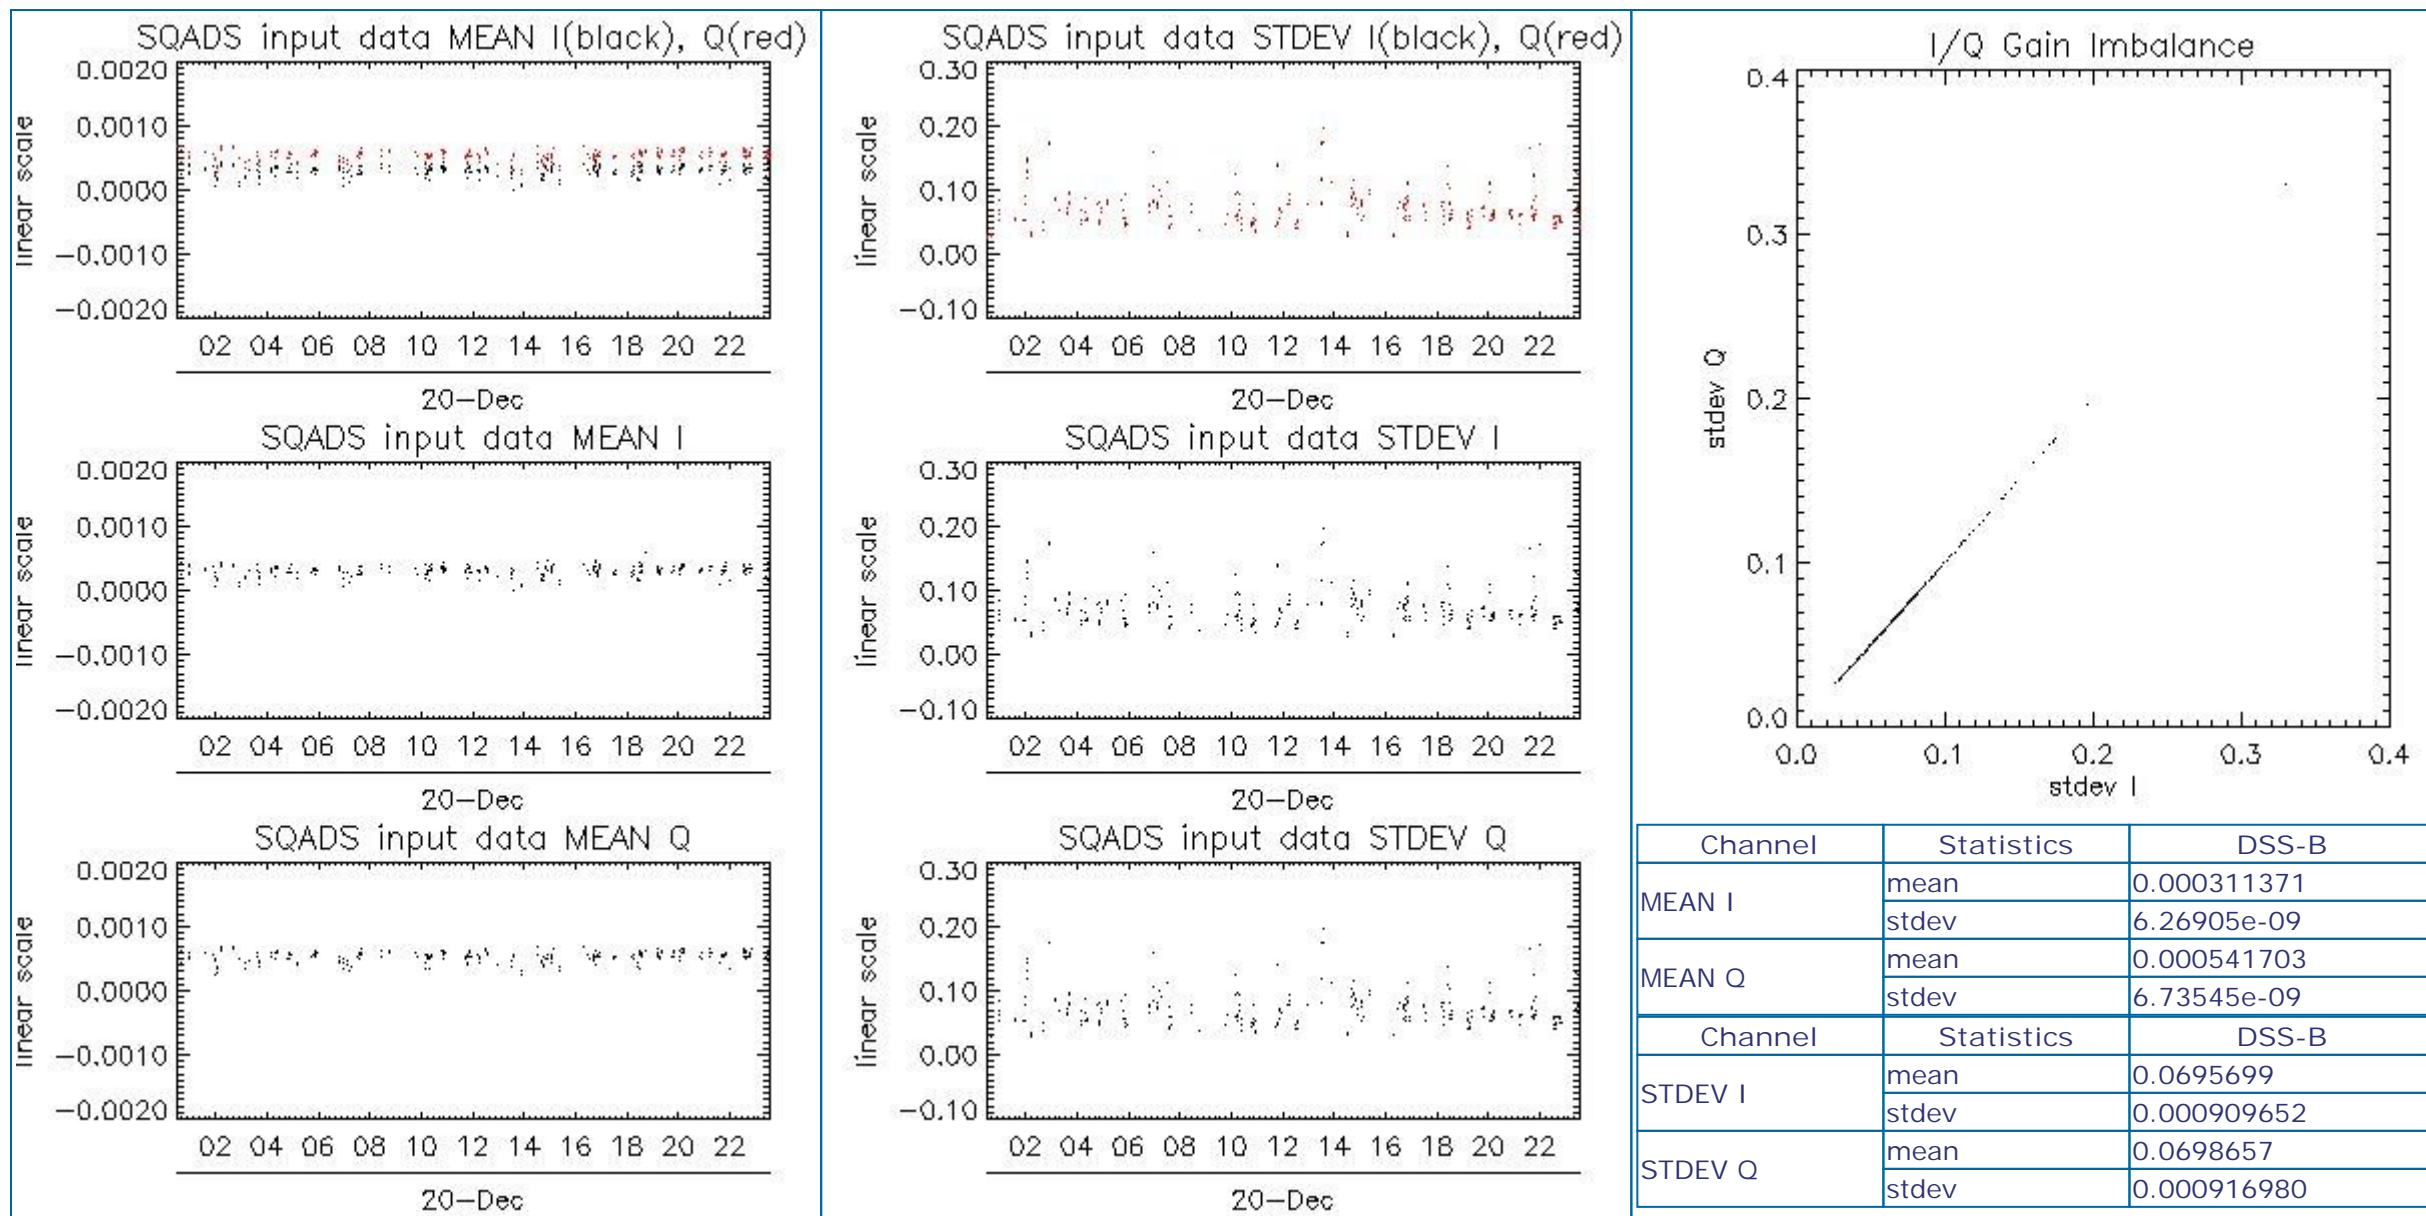 SQADS input data MEAN I(black), Q(red)
0.0020
0.0010
0.0000
−0.0010
−0.0020
linear scale
02 04 06 08 10 12 14 16 18 20 22
20−Dec
SQADS input data MEAN I
0.0020
0.0010
0.0000
−0.0010
−0.0020
linear scale
02 04 06 08 10 12 14 16 18 20 22
20−Dec
SQADS input data MEAN Q
0.0020
0.0010
0.0000
−0.0010
−0.0020
linear scale
02 04 06 08 10 12 14 16 18 20 22
20−Dec
SQADS input data STDEV I(black), Q(red)
0.30
0.20
0.10
0.00
−0.10
linear scale
02 04 06 08 10 12 14 16 18 20 22
20−Dec
SQADS input data STDEV I
0.30
0.20
0.10
0.00
−0.10
linear scale
02 04 06 08 10 12 14 16 18 20 22
20−Dec
SQADS input data STDEV Q
0.30
0.20
0.10
0.00
−0.10
linear scale
02 04 06 08 10 12 14 16 18 20 22
20−Dec
I/Q Gain Imbalance
0.4
0.3
0.2
0.1
0.0
stdev Q
0.0 0.1 0.2 0.3 0.4
stdev I
Channel Statistics DSS-B
MEAN I mean 0.000311371
stdev 6.26905e-09
MEAN Q mean 0.000541703
stdev 6.73545e-09
Channel Statistics DSS-B
STDEV I mean 0.0695699
stdev 0.000909652
STDEV Q mean 0.0698657
stdev 0.000916980